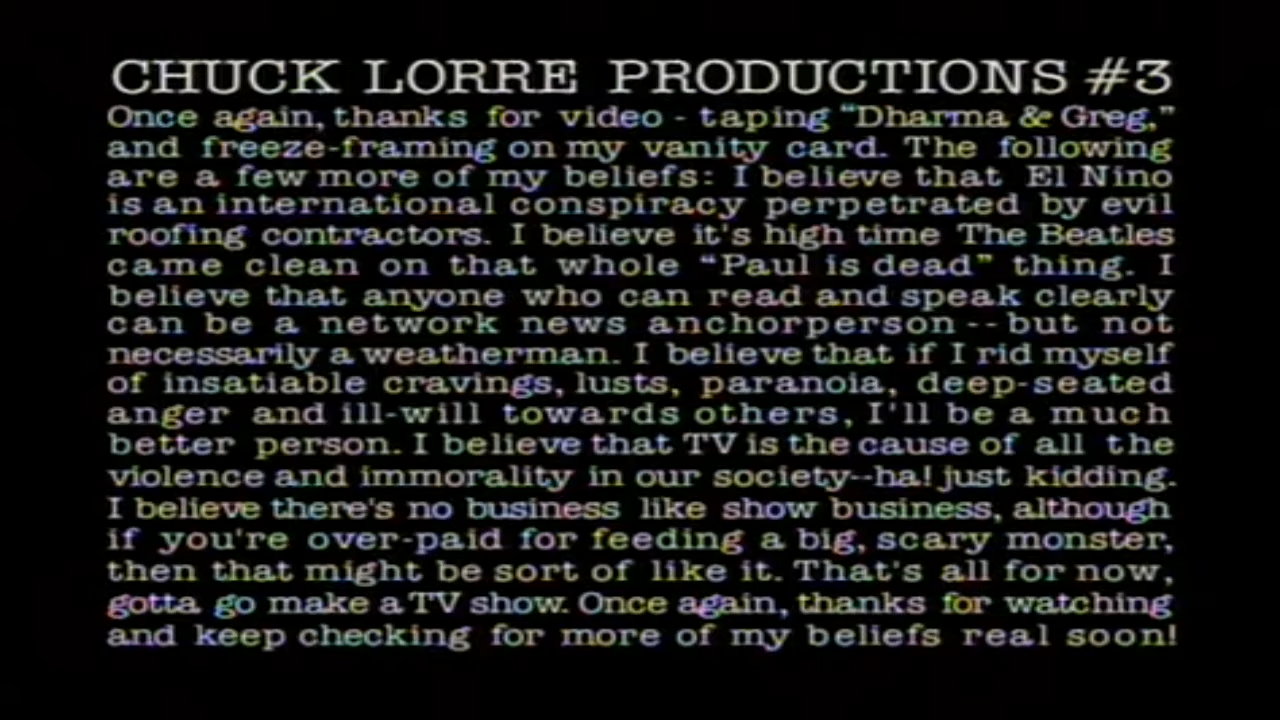 CHUCK LORRE PRODUCTIONS #3
Once again, thanks for video - taping “Dharma & Greg,”
and freeze-framing on my vanity card. The following
are a few more of my beliefs: I believe that El Nino
is an international conspiracy perpetrated by evil
roofing contractors. I believe it's high time The Beatles
came clean on that whole “Paul is dead” thing. I
believe that anyone who can read and speak clearly
can be a network news anchorperson -- but not
necessarily a weatherman. I believe that if I rid myself
of insatiable cravings, lusts, paranoia, deep-seated
anger and ill-will towards others, I'll be a much
better person. I believe that TV is the cause of all the
violence and immorality in our society--ha! just kidding.
I believe there's no business like show business, although
if you're over-paid for feeding a big, scary monster,
then that might be sort of like it. That's all for now,
gotta go make a TV show. Once again, thanks for watching
and keep checking for more of my beliefs real soon!